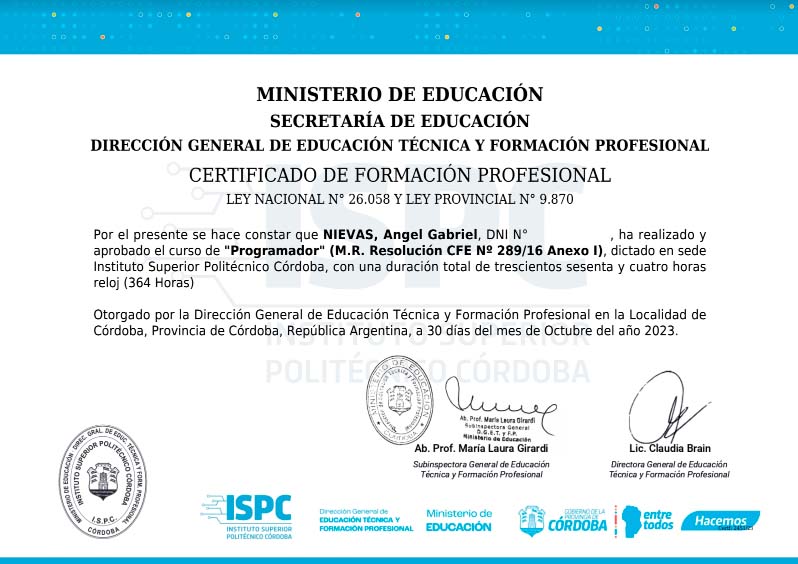 MINISTERIO DE EDUCACIÓN
SECRETARÍA DE EDUCACIÓN
DIRECCIÓN GENERAL DE EDUCACIÓN TÉCNICA Y FORMACIÓN PROFESIONAL
CERTIFICADO DE FORMACIÓN PROFESIONAL
LEY NACIONAL N° 26.058 Y LEY PROVINCIAL N° 9.870
ISPC
INSTITUTO SUPERIOR
POLITÉCNICO CÓRDOBA
Por el presente se hace constar que NIEVAS, Angel Gabriel, DNI N° , ha realizado y
aprobado el curso de "Programador" (M.R. Resolución CFE Nº 289/16 Anexo I), dictado en sede
Instituto Superior Politécnico Córdoba, con una duración total de trescientos sesenta y cuatro horas
reloj (364 Horas)
Otorgado por la Dirección General de Educación Técnica y Formación Profesional en la Localidad de
Córdoba, Provincia de Córdoba, República Argentina, a 30 días del mes de Octubre del año 2023.
MINISTERIO DE EDUCACIÓN
Ab. Prof. María Laura Girardi
Subinspectora General
D.G.E.T. y F.P.
Ministerio de Educación
Ab. Prof. María Laura Girardi
Subinspectora General de Educación
Técnica y Formación Profesional
Lic. Claudia Brain
Directora General de Educación
Técnica y Formación Profesional
MINISTERIO DE EDUCACIÓN DIREC. GRAL. DE EDUC. TÉCNICA Y FORM. PROFESIONAL
INSTITUTO SUPERIOR POLITÉCNICO CÓRDOBA
I.S.P.C.
CÓRDOBA
ISPC
INSTITUTO SUPERIOR
POLITÉCNICO CÓRDOBA
Dirección General de
EDUCACIÓN TÉCNICA Y
FORMACIÓN PROFESIONAL
Ministerio de
EDUCACIÓN
GOBIERNO DE LA
PROVINCIA DE
CÓRDOBA
entre
todos
Hacemos